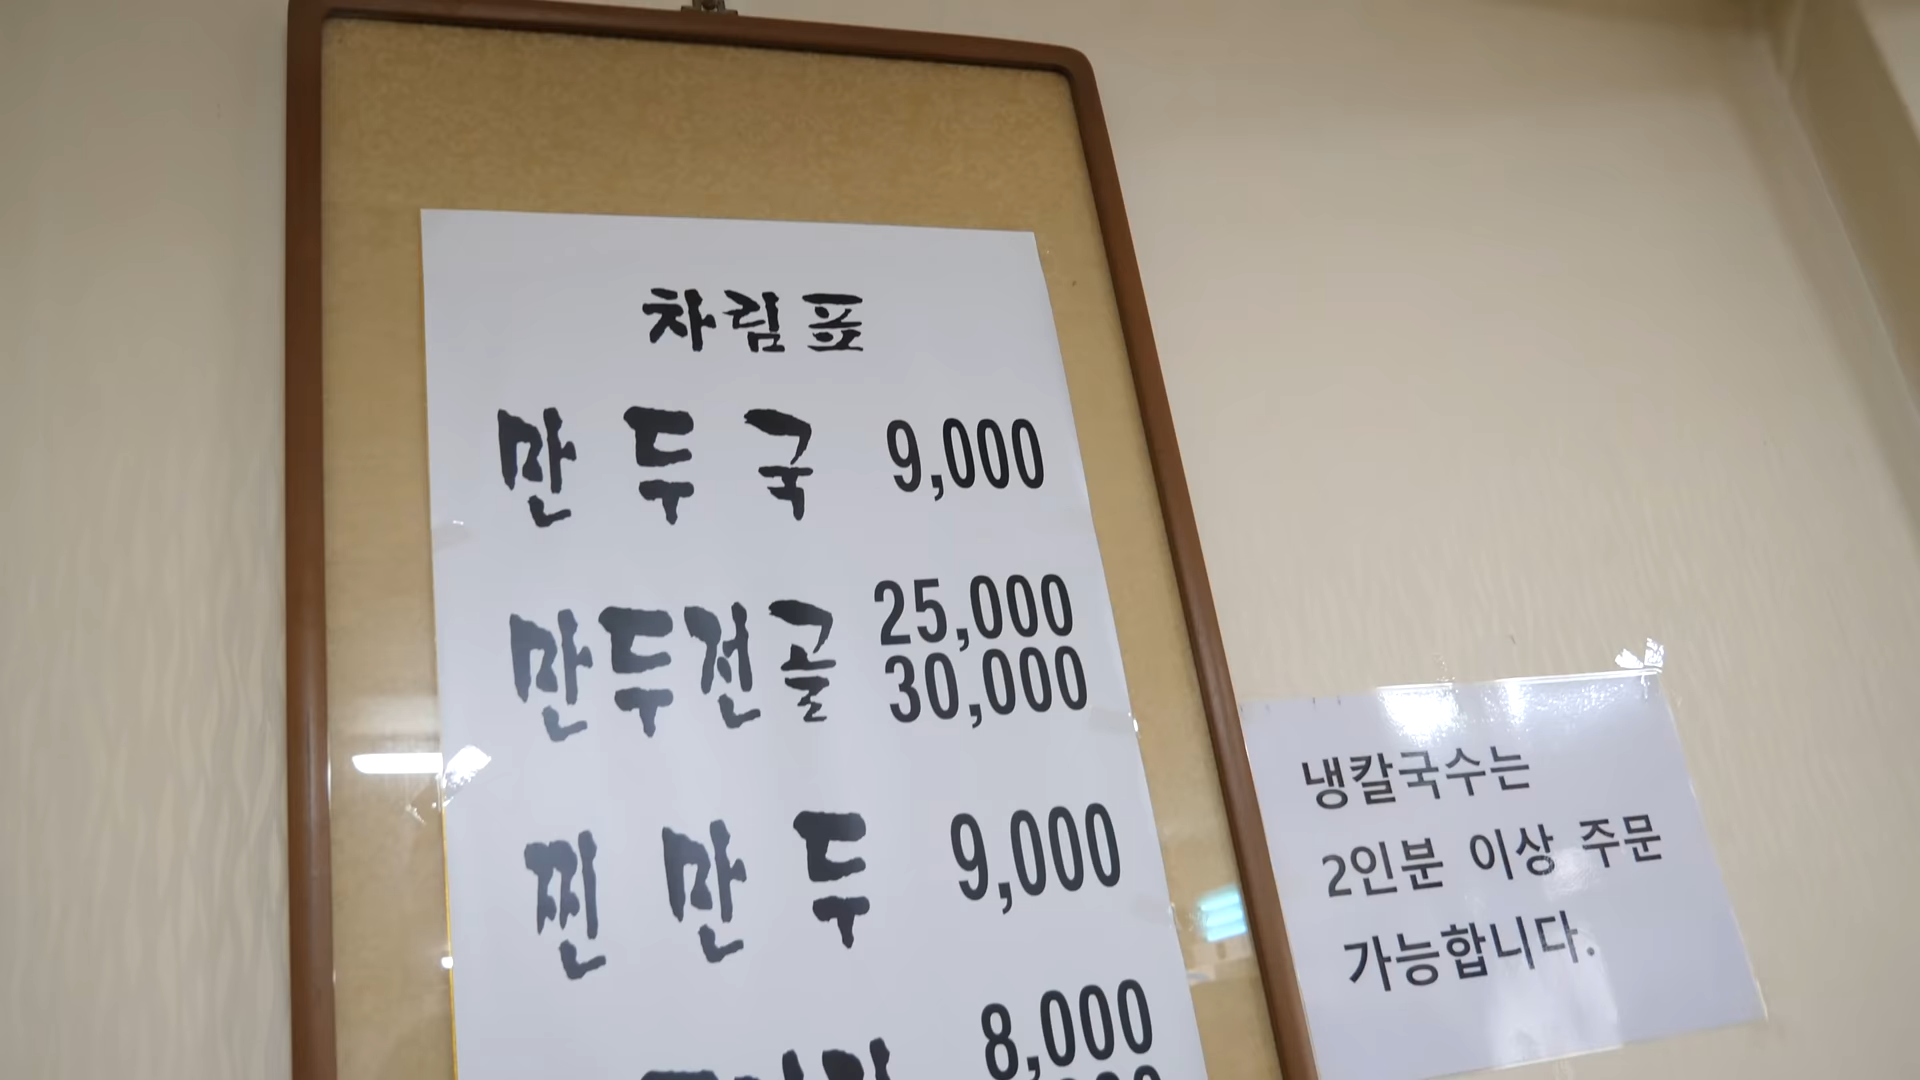 차림표
만두국 9,000
만두전골 25,000
30,000
찐만두 9,000
8,000
냉칼국수는
2인분 이상 주문
가능합니다.